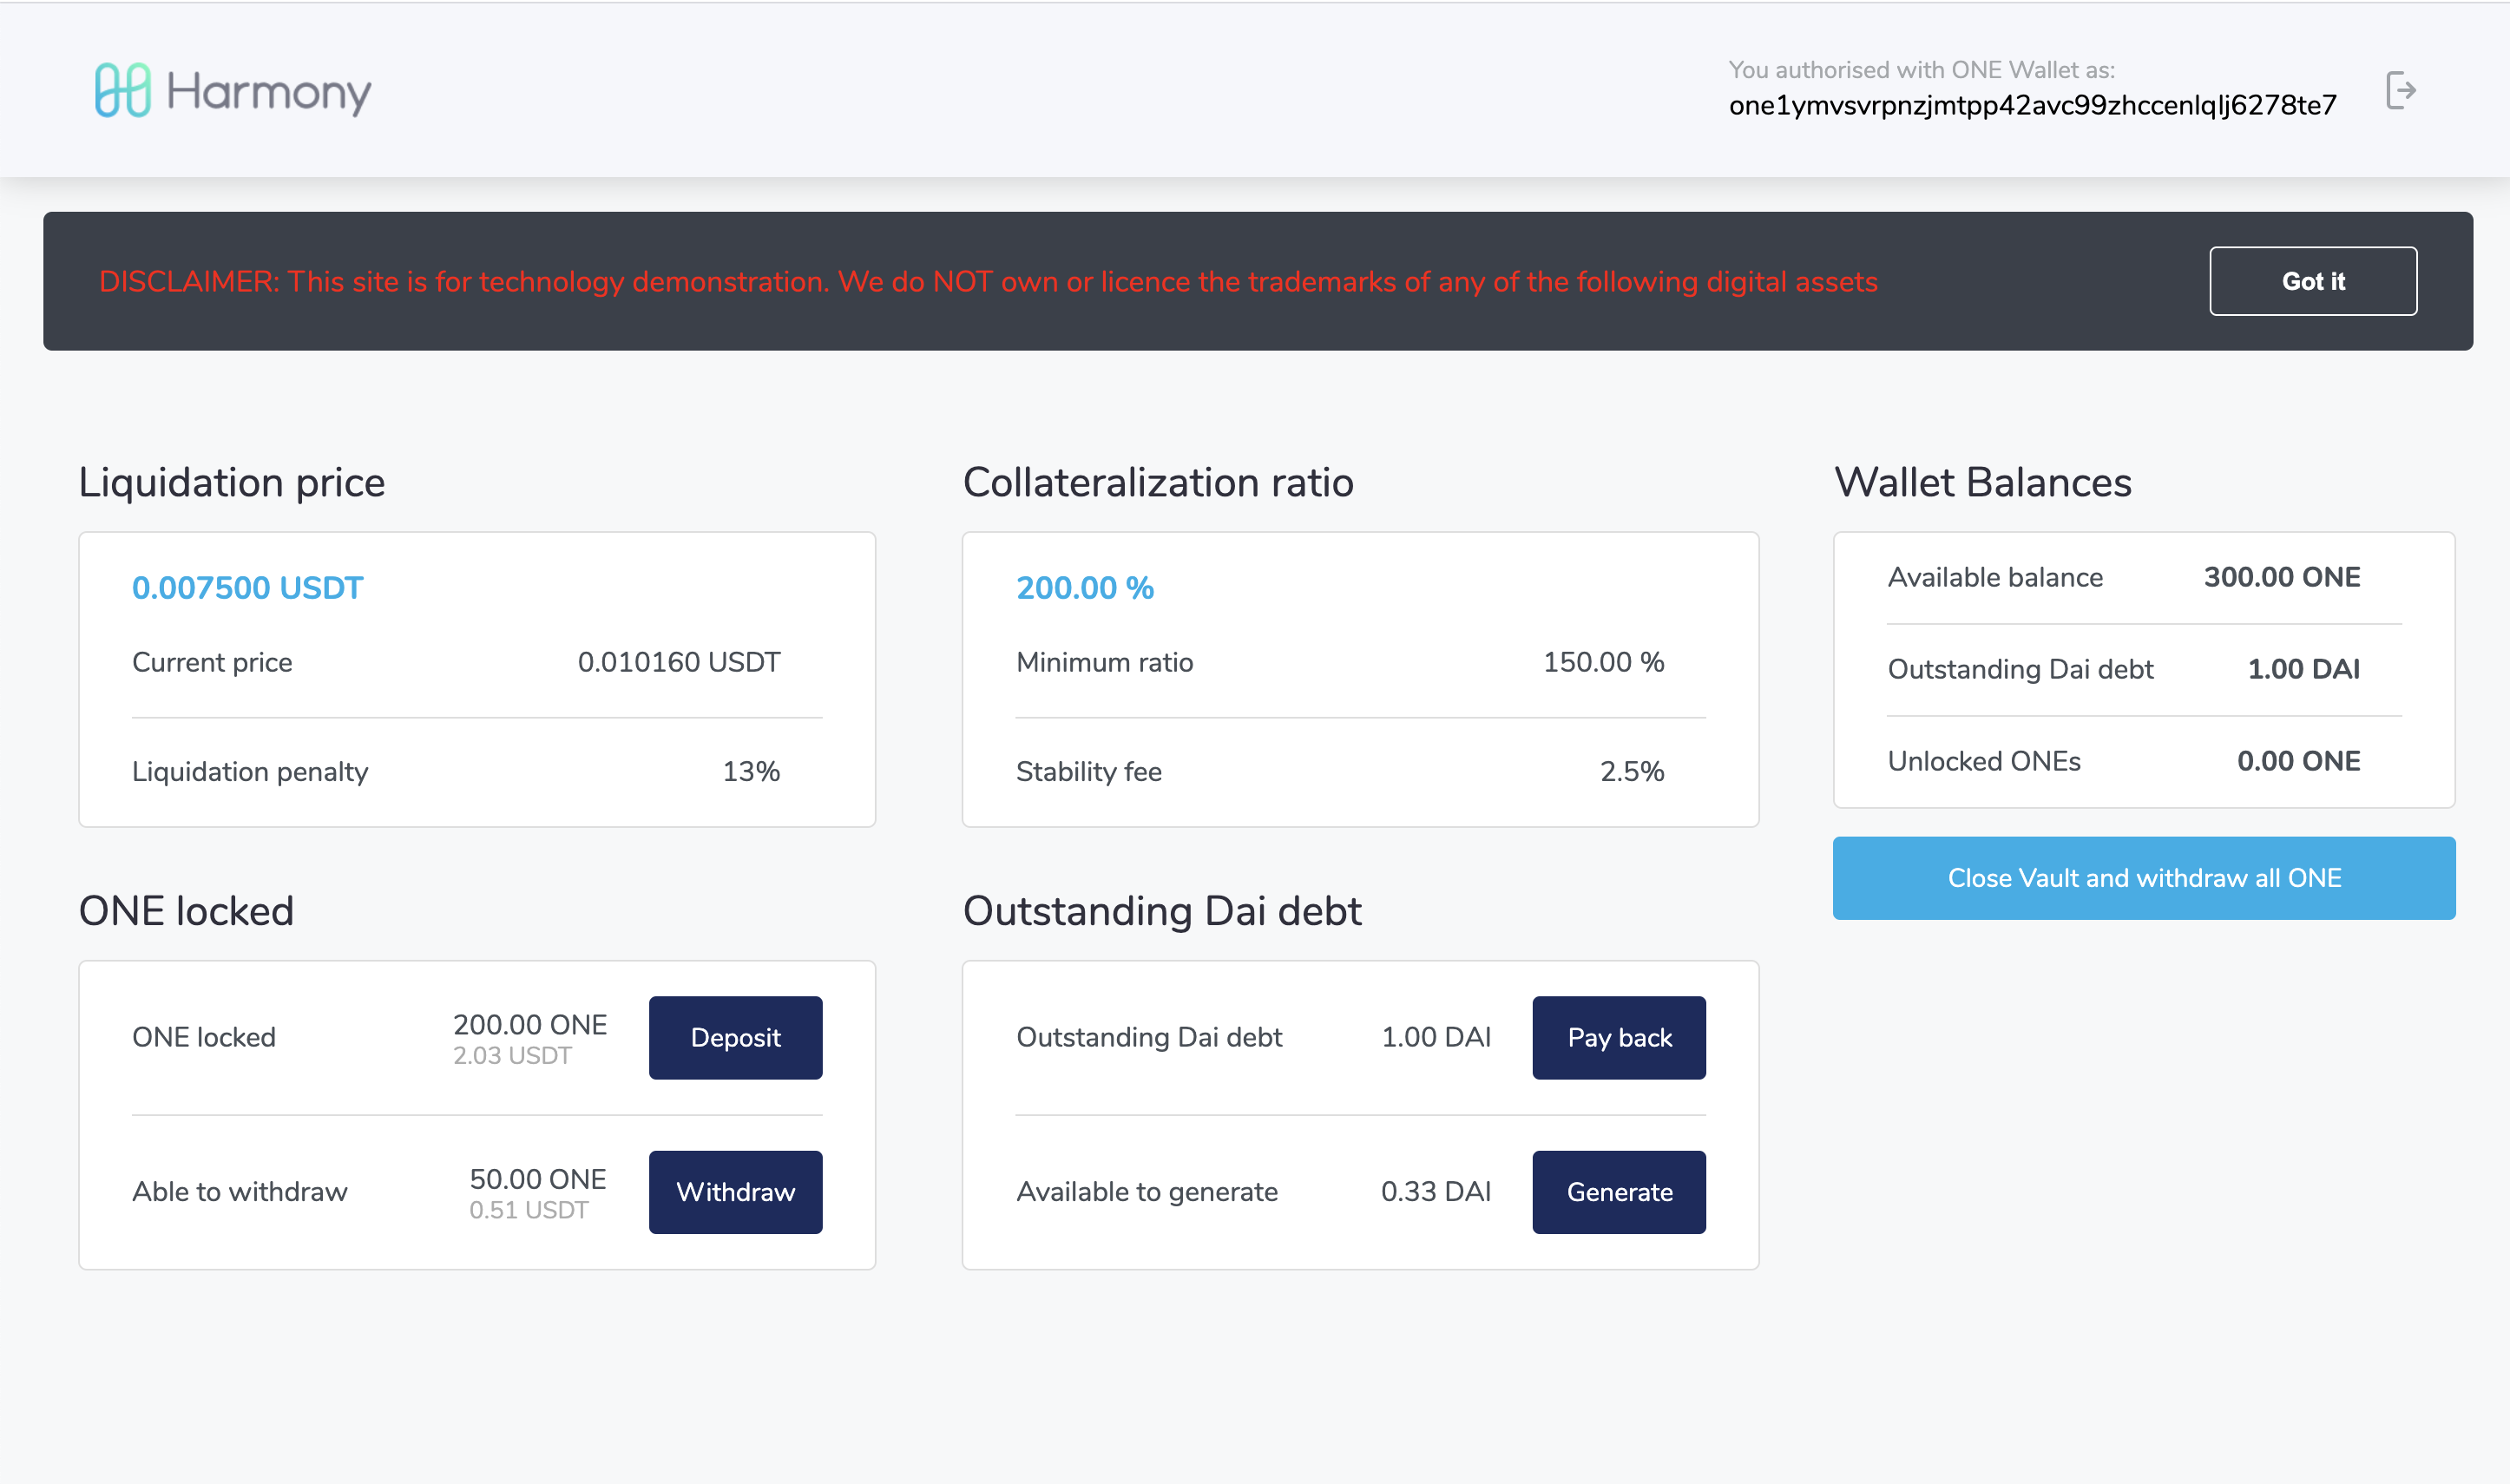 Harmony
You authorised with ONE Wallet as:
one1ymvsvrpnzjmtpp42avc99zhccenlqlj6278te7
DISCLAIMER: This site is for technology demonstration. We do NOT own or licence the trademarks of any of the following digital assets
Got it
Liquidation price
0.007500 USDT
Current price 0.010160 USDT
Liquidation penalty 13%
Collateralization ratio
200.00 %
Minimum ratio 150.00 %
Stability fee 2.5%
Wallet Balances
Available balance 300.00 ONE
Outstanding Dai debt 1.00 DAI
Unlocked ONEs 0.00 ONE
Close Vault and withdraw all ONE
ONE locked
ONE locked 200.00 ONE
2.03 USDT
Deposit
Able to withdraw 50.00 ONE
0.51 USDT
Withdraw
Outstanding Dai debt
Outstanding Dai debt 1.00 DAI
Pay back
Available to generate 0.33 DAI
Generate